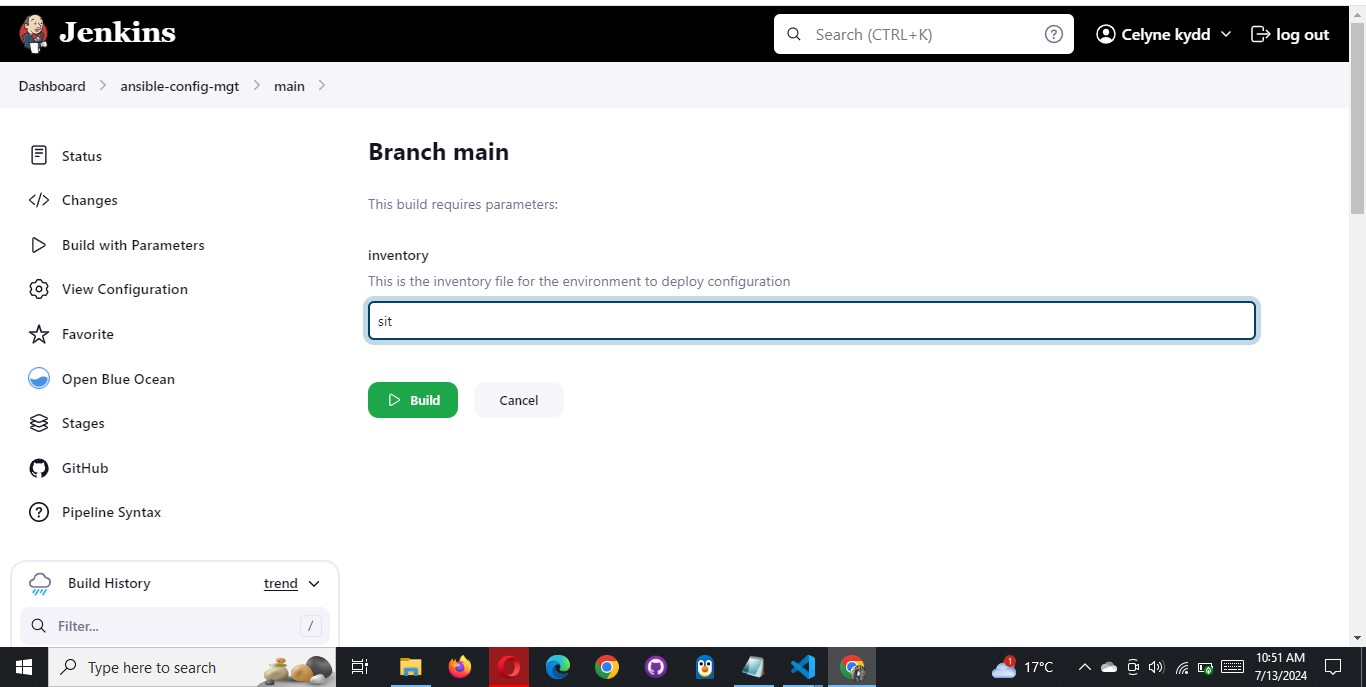 Jenkins
Search (CTRL+K)
?
Celyne kydd
log out
Dashboard
ansible-config-mgt
main
Status
Changes
Build with Parameters
View Configuration
Favorite
Open Blue Ocean
Stages
GitHub
Pipeline Syntax
Build History
trend
Filter...
/
Branch main
This build requires parameters:
inventory
This is the inventory file for the environment to deploy configuration
sit
Build
Cancel
Type here to search
1
17°C
10:51 AM
7/13/2024